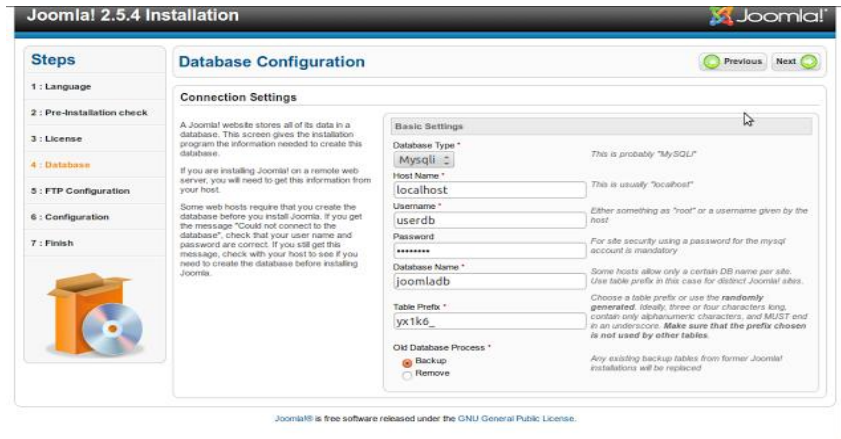 Joomla! 2.5.4 Installation
Joomla!
Steps
1 : Language
2 : Pre-Installation check
3 : License
4 : Database
5 : FTP Configuration
6 : Configuration
7 : Finish
Database Configuration
Previous
Next
Connection Settings
A Joomla! website stores all of its data in a
database. This screen gives the installation
program the information needed to create this
database.
If you are installing Joomla! on a remote web
server, you will need to get this information from
your host.
Some web hosts require that you create the
database before you install Joomla. If you get
the message "Could not connect to the
database", check that your user name and
password are correct. If you still get this
message, check with your host to see if you
need to create the database before installing
Joomla.
Basic Settings
Database Type *
Mysqli
This is probably "MySQLi"
Host Name *
localhost
This is usually "localhost"
Username *
userdb
Either something as "root" or a username given by the
host
Password
••••••••
For site security using a password for the mysql
account is mandatory
Database Name *
joomladb
Some hosts allow only a certain DB name per site.
Use table prefix in this case for distinct Joomla! sites.
Table Prefix *
yx1k6_
Choose a table prefix or use the randomly
generated. Ideally, three or four characters long,
contain only alphanumeric characters, and MUST end
in an underscore. Make sure that the prefix chosen
is not used by other tables.
Old Database Process *
Backup
Remove
Any existing backup tables from former Joomla!
installations will be replaced
Joomla!® is free software released under the GNU General Public License.